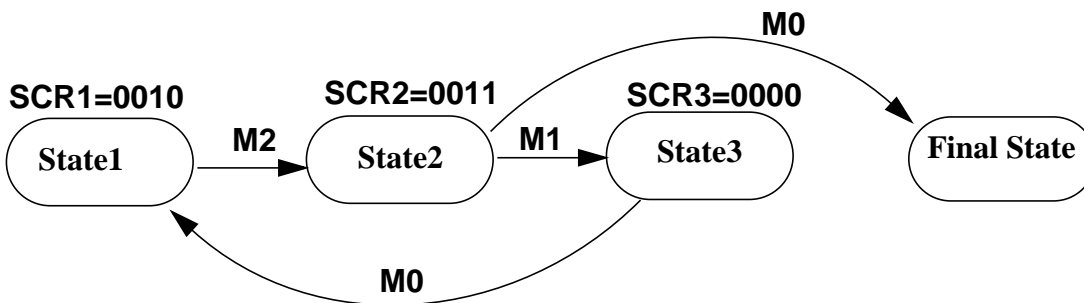 M0
SCR1=0010
SCR2=0011
SCR3=0000
State1
M2
State2
M1
State3
Final State
M0